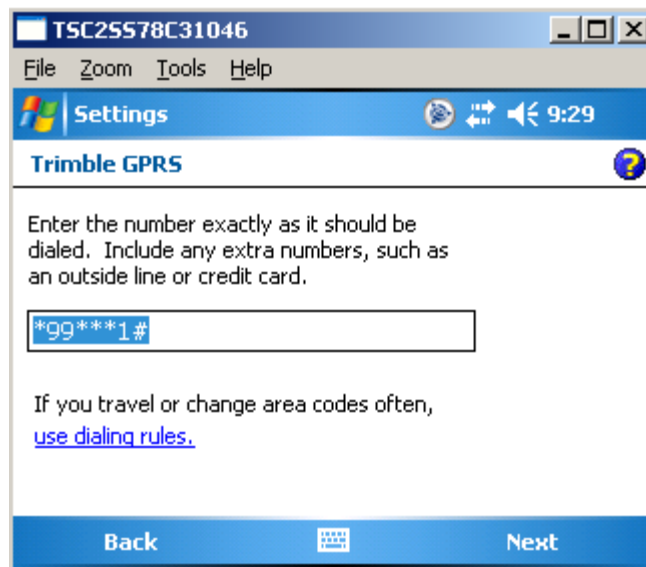 TSC2SS78C31046
File Zoom Tools Help
Settings 9:29
Trimble GPRS
Enter the number exactly as it should be
dialed. Include any extra numbers, such as
an outside line or credit card.
*99***1#
If you travel or change area codes often,
use dialing rules.
Back Next